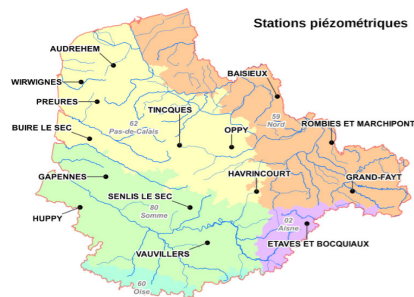 Stations piézométriques
AUDREHEM
BAISIEUX
WIRWIGNES
PREURES
TINCQUES
59
Nord
ROMBIES ET MARCHIPONT
62
Pas-de-Calais
BUIRE LE SEC
OPPY
GAPENNES
HAVRINCOURT
GRAND-FAYT
SENLIS LE SEC
80
Somme
HUPPY
02
Aisne
ETAVES ET BOCQUIAUX
VAUVILLERS
60
Oise